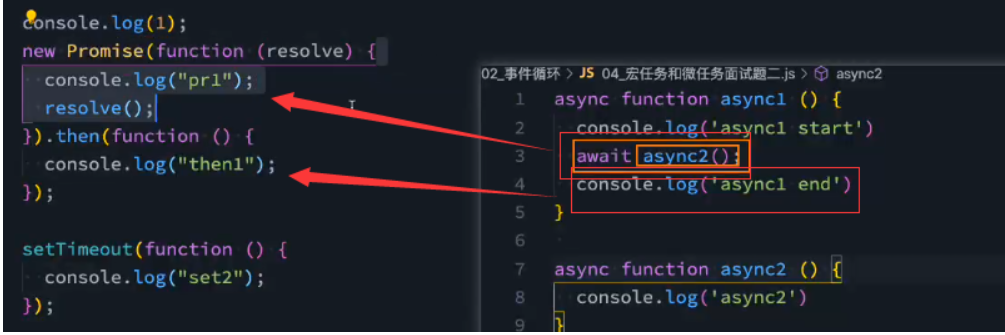 console.log(1);
new Promise(function (resolve) {
  console.log("pr1");
  resolve();
}).then(function () {
  console.log("then1");
});

setTimeout(function () {
  console.log("set2");
});
02_事件循环 > JS 04_宏任务和微任务面试题二.js > async2
1 async function async1 () {
2   console.log('async1 start')
3   await async2();
4   console.log('async1 end')
5 }
6
7 async function async2 () {
8   console.log('async2')
9 }